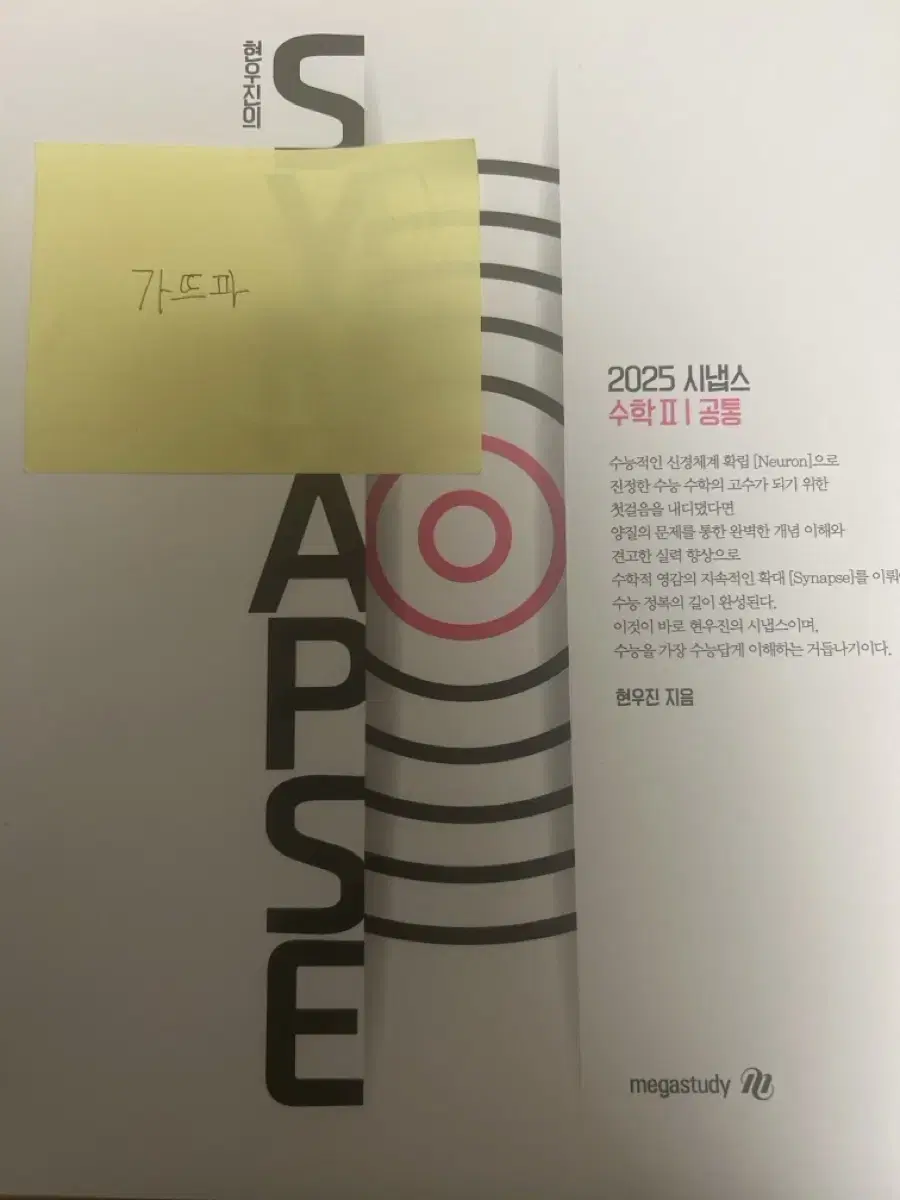 현우진의
SYNAPSE
가뜨파
2025 시냅스
수학 II | 공통
수능적인 신경체계 확립 [Neuron]으로
진정한 수능 수학의 고수가 되기 위한
첫걸음을 내디뎠다면
양질의 문제를 통한 완벽한 개념 이해와
견고한 실력 향상으로
수학적 영감의 지속적인 확대 [Synapse]를 이뤄
수능 정복의 길이 완성된다.
이것이 바로 현우진의 시냅스이며,
수능을 가장 수능답게 이해하는 거듭나기이다.
현우진 지음
megastudy